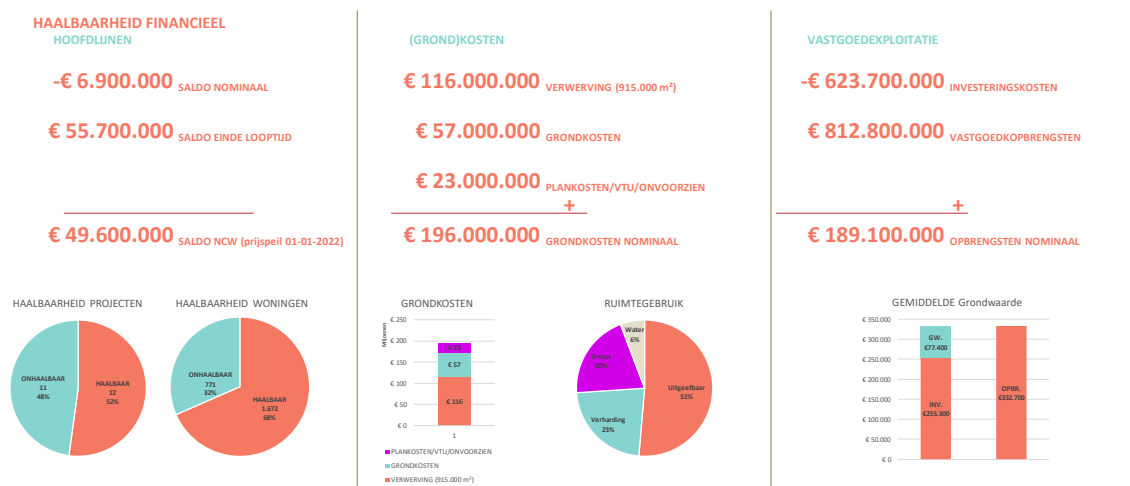 HAALBAARHEID FINANCIEEL
HOOFDLIJNEN
-€ 6.900.000 SALDO NOMINAAL
€ 55.700.000 SALDO EINDE LOOPTIJD
€ 49.600.000 SALDO NCW (prijspeil 01-01-2022)
HAALBAARHEID PROJECTEN
ONHAALBAAR
11
48%
HAALBAAR
12
52%
HAALBAARHEID WONINGEN
ONHAALBAAR
771
32%
HAALBAAR
1.672
68%
(GROND)KOSTEN
€ 116.000.000 VERWERVING (915.000 m²)
€ 57.000.000 GRONDKOSTEN
€ 23.000.000 PLANKOSTEN/VTU/ONVOORZIEN
+
€ 196.000.000 GRONDKOSTEN NOMINAAL
GRONDKOSTEN
Miljoenen
€ 250
€ 200
€ 150
€ 100
€ 50
€ 0
€ 23
€ 57
€ 116
1
PLANKOSTEN/VTU/ONVOORZIEN
GRONDKOSTEN
VERWERVING (915.000 m²)
RUIMTEGEBRUIK
Water
6%
Groen
20%
Uitgeefbaar
51%
Verharding
23%
VASTGOEDEXPLOITATIE
-€ 623.700.000 INVESTERINGSKOSTEN
€ 812.800.000 VASTGOEDKOPBRENGSTEN
+
€ 189.100.000 OPBRENGSTEN NOMINAAL
GEMIDDELDE Grondwaarde
€ 350.000
€ 300.000
€ 250.000
€ 200.000
€ 150.000
€ 100.000
€ 50.000
€ 0
GW.
€77.400
INV.
€255.300
OPBR.
€332.700